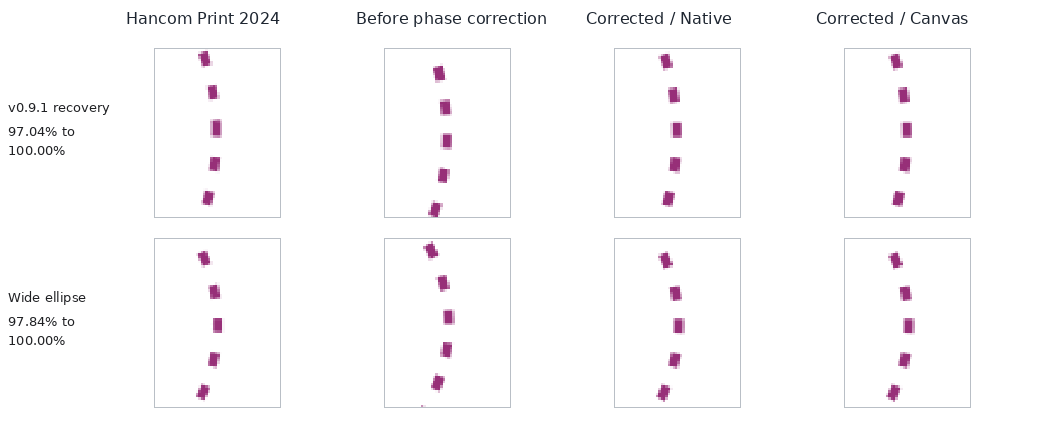 Hancom Print 2024
Before phase correction
Corrected / Native
Corrected / Canvas
v0.9.1 recovery
97.04% to
100.00%
Wide ellipse
97.84% to
100.00%